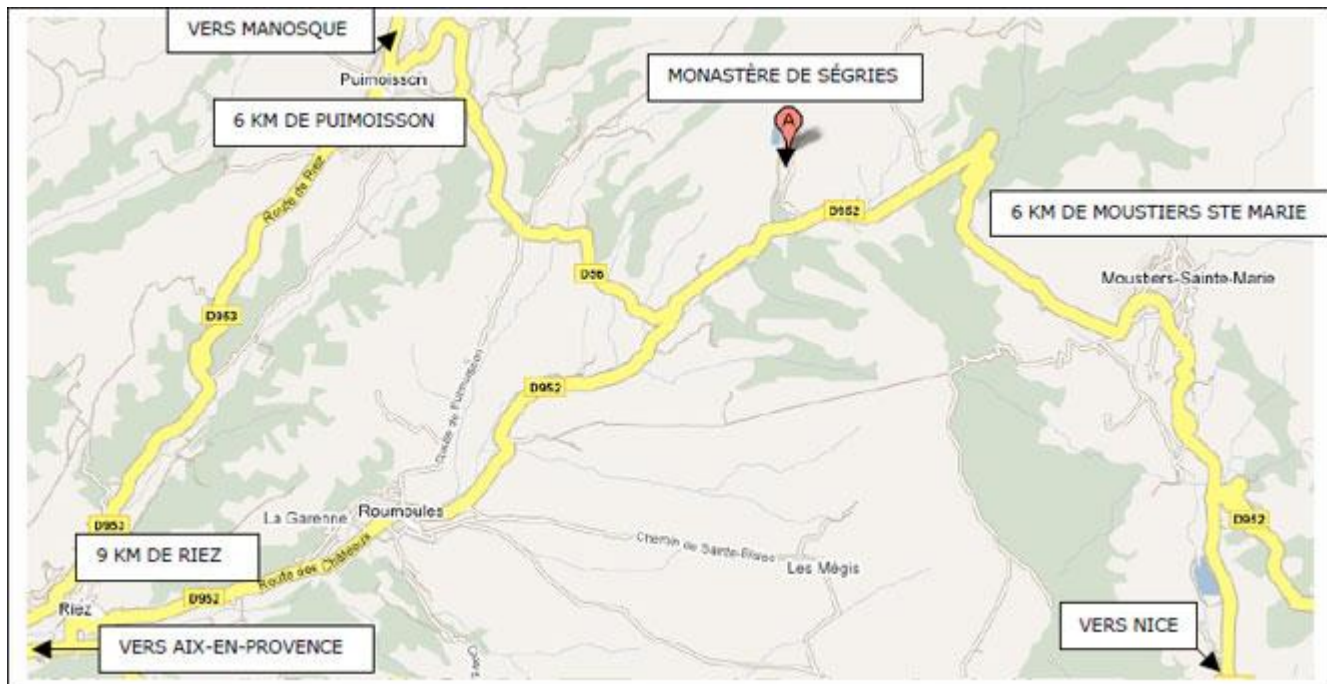 VERS MANOSQUE
Puimoisson
MONASTÈRE DE SÉGRIES
A
6 KM DE PUIMOISSON
Route de Riez
D952
6 KM DE MOUSTIERS STE MARIE
D56
Moustiers-Sainte-Marie
D953
Route de Puimoisson
D952
La Garenne
Roumoules
D953
D952
9 KM DE RIEZ
Route des Châteaux
Chemin de Sainte-
Les Mégis
D952
Riez
VERS AIX-EN-PROVENCE
VERS NICE